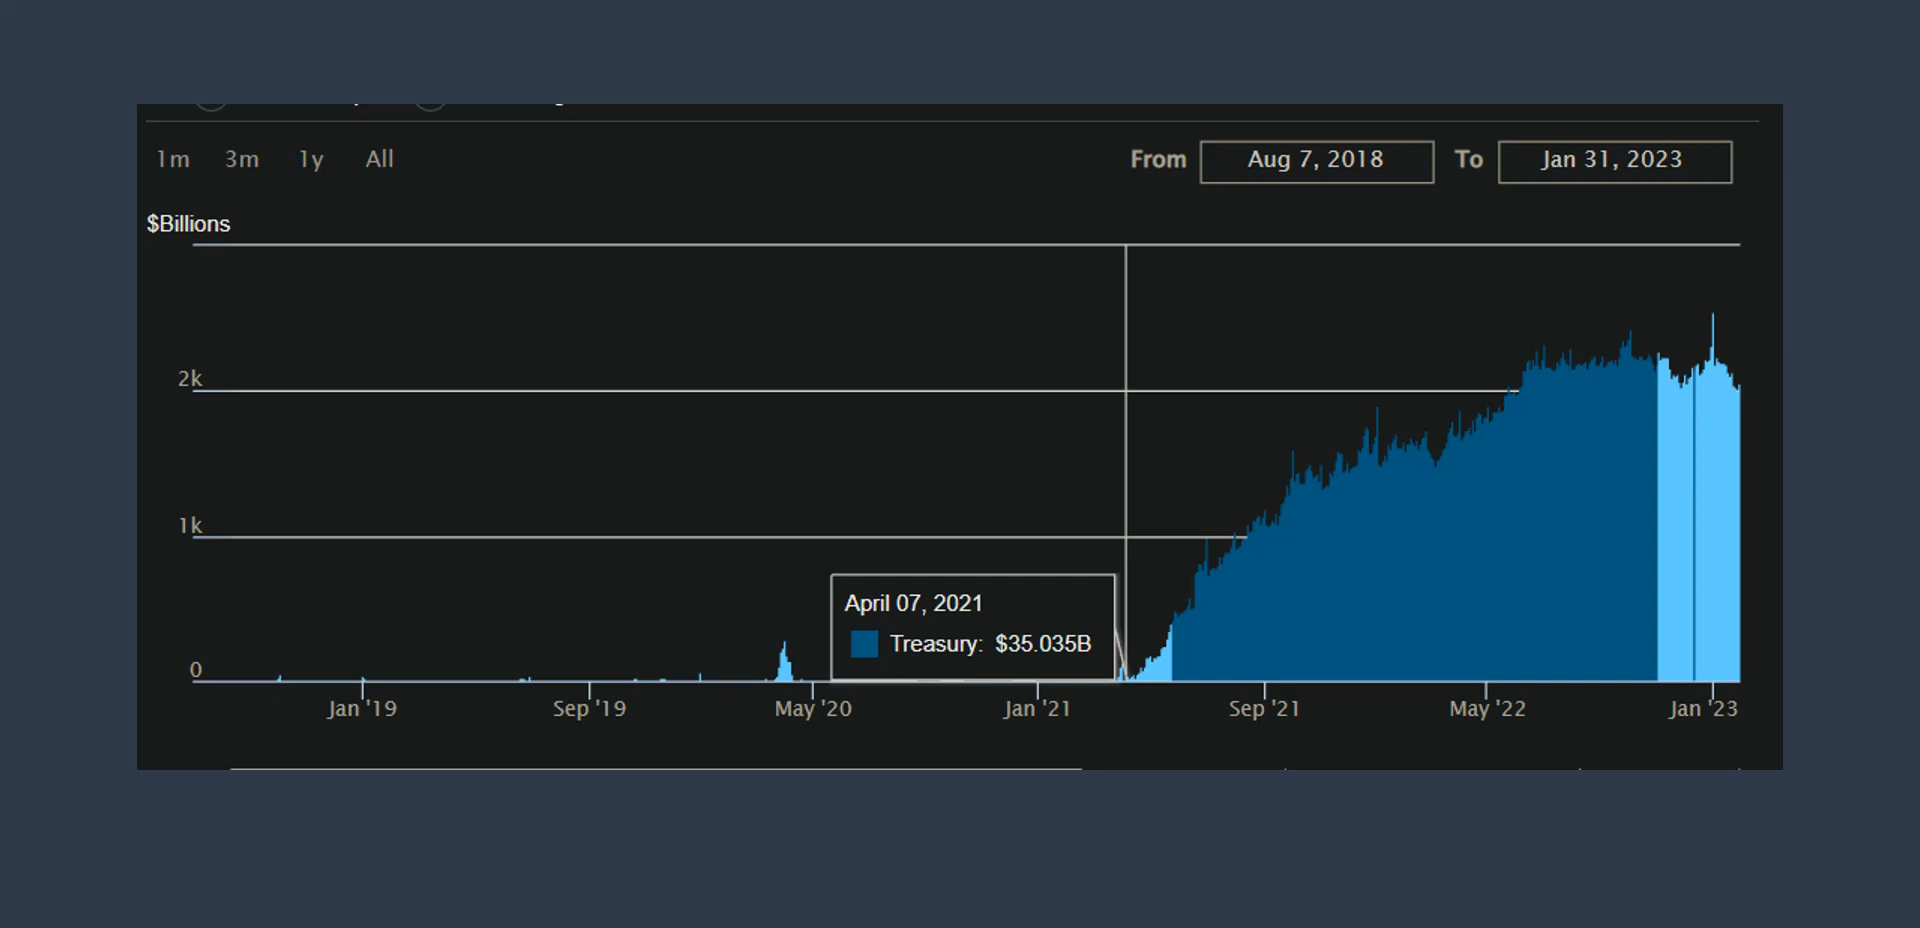 1m 3m 1y All From Aug 7, 2018 To Jan 31, 2023
$Billions
2k
1k
0
April 07, 2021
Treasury: $35.035B
Jan '19 Sep '19 May '20 Jan '21 Sep '21 May '22 Jan '23